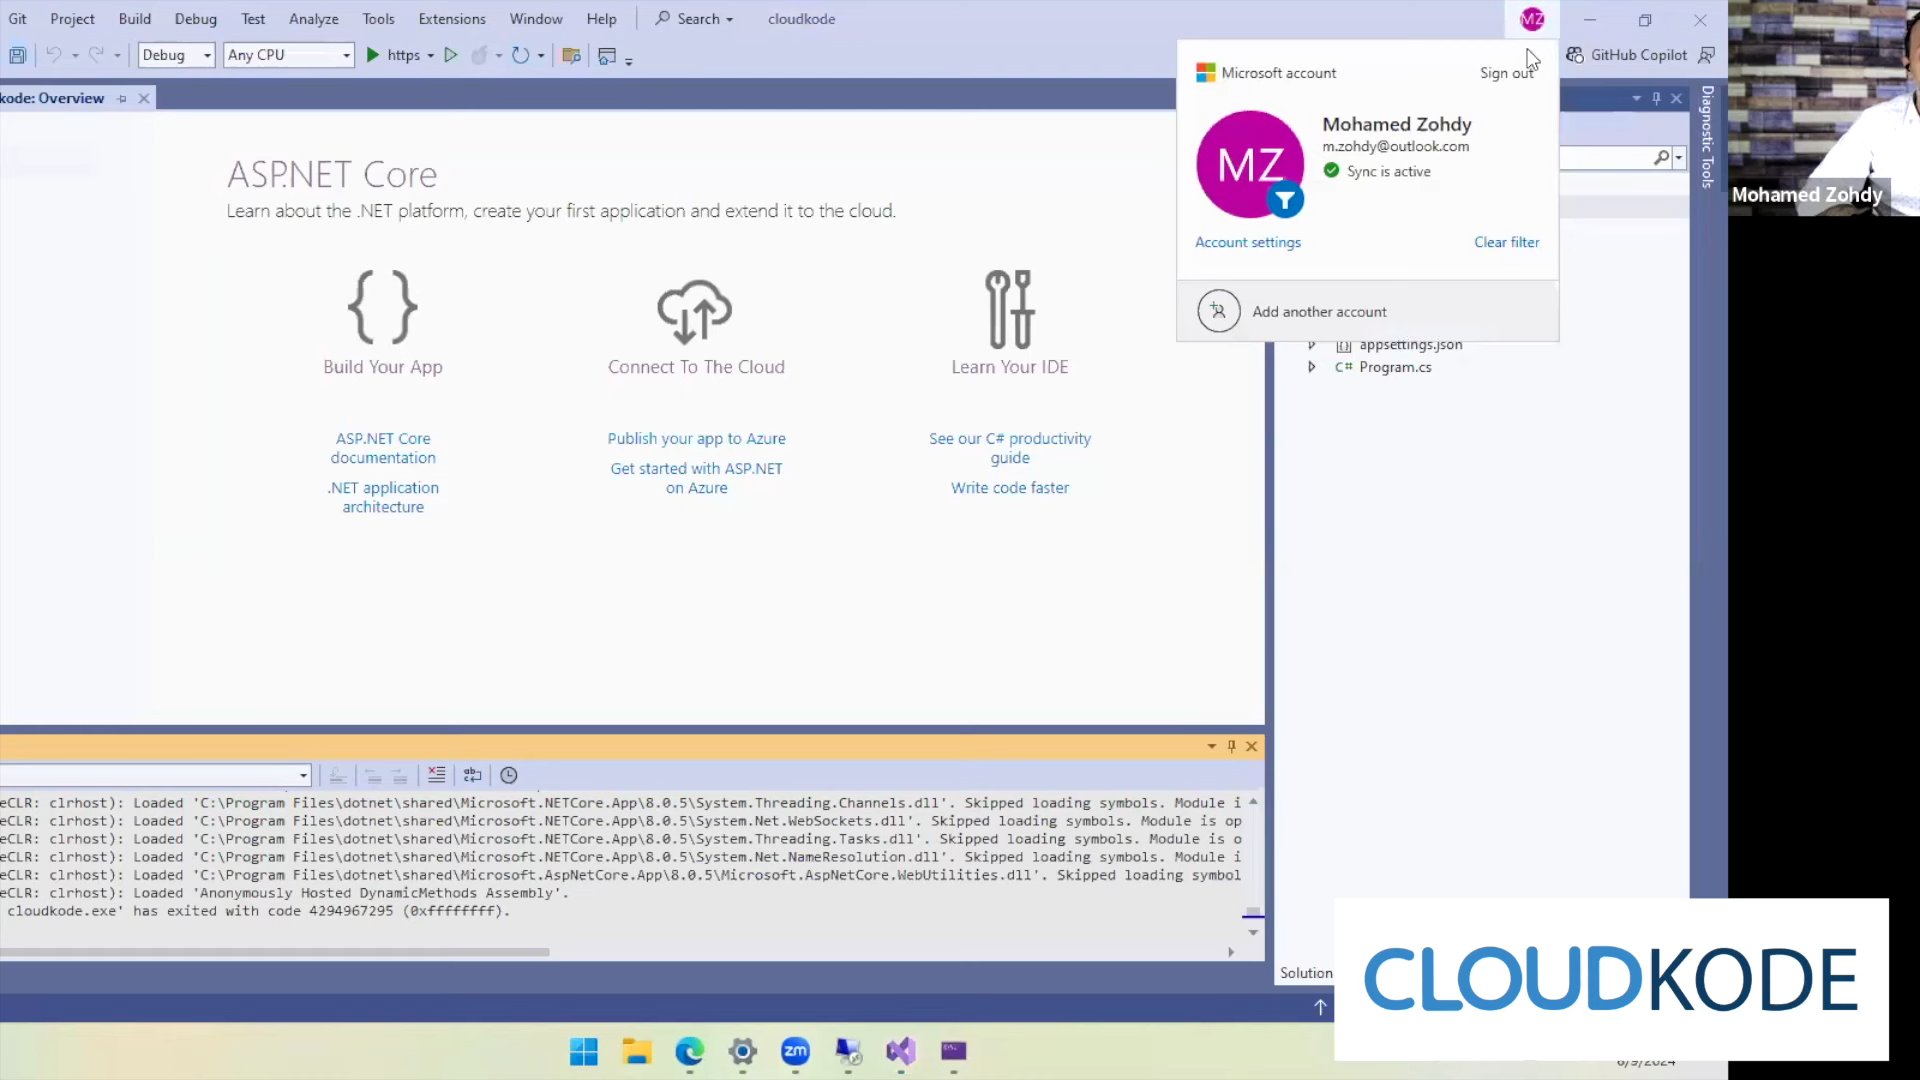 Git Project Build Debug Test Analyze Tools Extensions Window Help Search cloudkode MZ
Debug Any CPU https GitHub Copilot
Microsoft account Sign out
kode: Overview
Diagnostic Tools
Mohamed Zohdy
m.zohdy@outlook.com
MZ
Sync is active
Mohamed Zohdy
Account settings Clear filter
Add another account
ASP.NET Core
Learn about the .NET platform, create your first application and extend it to the cloud.
Build Your App Connect To The Cloud Learn Your IDE
appsettings.json
C# Program.cs
ASP.NET Core
documentation
.NET application
architecture
Publish your app to Azure
Get started with ASP.NET
on Azure
See our C# productivity
guide
Write code faster
eCLR: clrhost): Loaded 'C:\Program Files\dotnet\shared\Microsoft.NETCore.App\8.0.5\System.Threading.Channels.dll'. Skipped loading symbols. Module i
eCLR: clrhost): Loaded 'C:\Program Files\dotnet\shared\Microsoft.NETCore.App\8.0.5\System.Net.WebSockets.dll'. Skipped loading symbols. Module is op
eCLR: clrhost): Loaded 'C:\Program Files\dotnet\shared\Microsoft.NETCore.App\8.0.5\System.Threading.Tasks.dll'. Skipped loading symbols. Module is o
eCLR: clrhost): Loaded 'C:\Program Files\dotnet\shared\Microsoft.NETCore.App\8.0.5\System.Net.NameResolution.dll'. Skipped loading symbols. Module i
eCLR: clrhost): Loaded 'C:\Program Files\dotnet\shared\Microsoft.AspNetCore.App\8.0.5\Microsoft.AspNetCore.WebUtilities.dll'. Skipped loading symbol
eCLR: clrhost): Loaded 'Anonymously Hosted DynamicMethods Assembly'.
cloudkode.exe' has exited with code 4294967295 (0xffffffff).
Solution
CLOUDKODE
zm